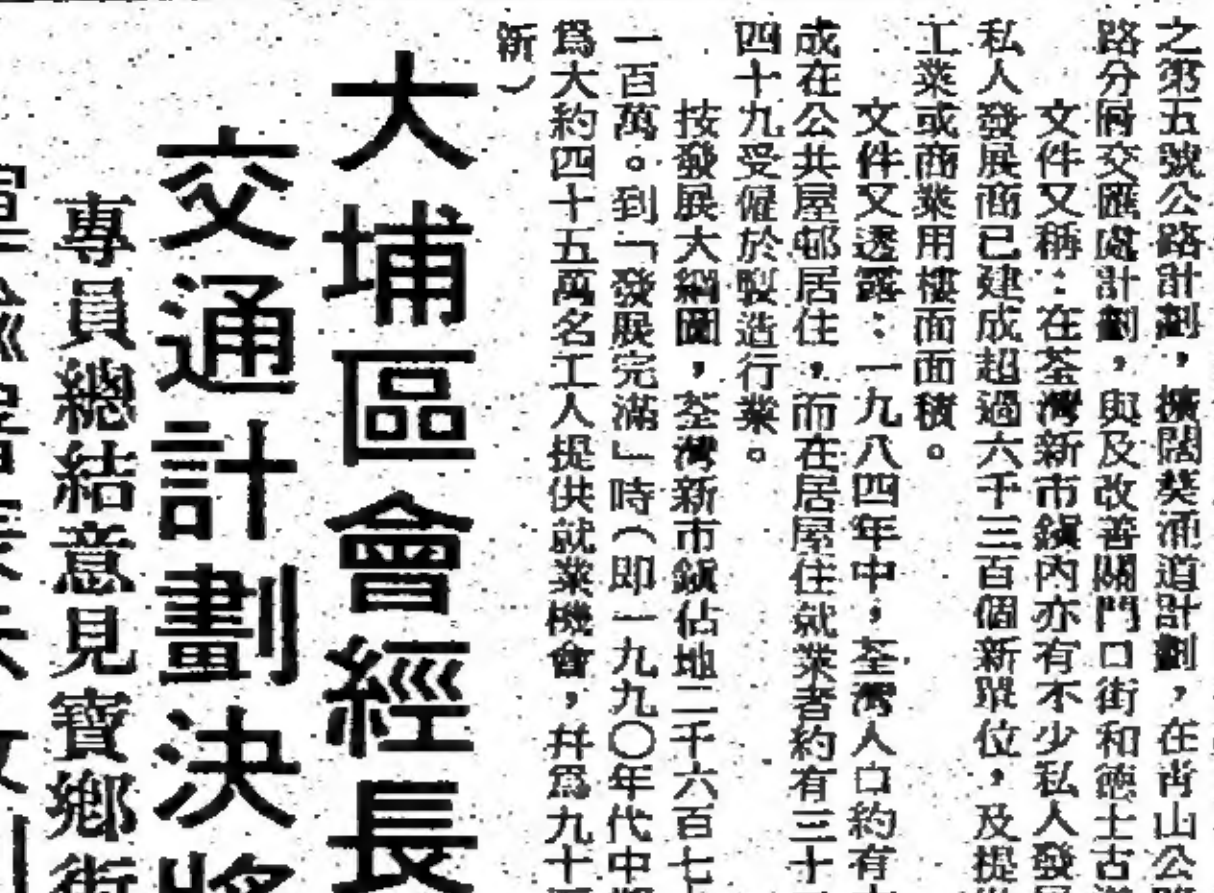 之第五號公路計劃，擴闊葵涌道計劃，在青山公路
路分層交匯處計劃，與及改善關門口街和德士古道
文件又稱：在荃灣新市鎮內亦有不少私人發展
私人發展商已建成超過六千三百個新單位，及提供
工業或商業用樓面面積。
文件又透露：一九八四年中，荃灣人口約有
成在公共屋邨居住，而在居屋住就業者約有三十
四十九受僱於製造行業。
按發展大綱圖，荃灣新市鎮佔地二千六百七十
一百萬。到「發展完滿」時（即一九九〇年代中期
爲大約四十五萬名工人提供就業機會，幷爲九十
新）
大埔區會經長
交通計劃決將
專員總結意見寶鄉街